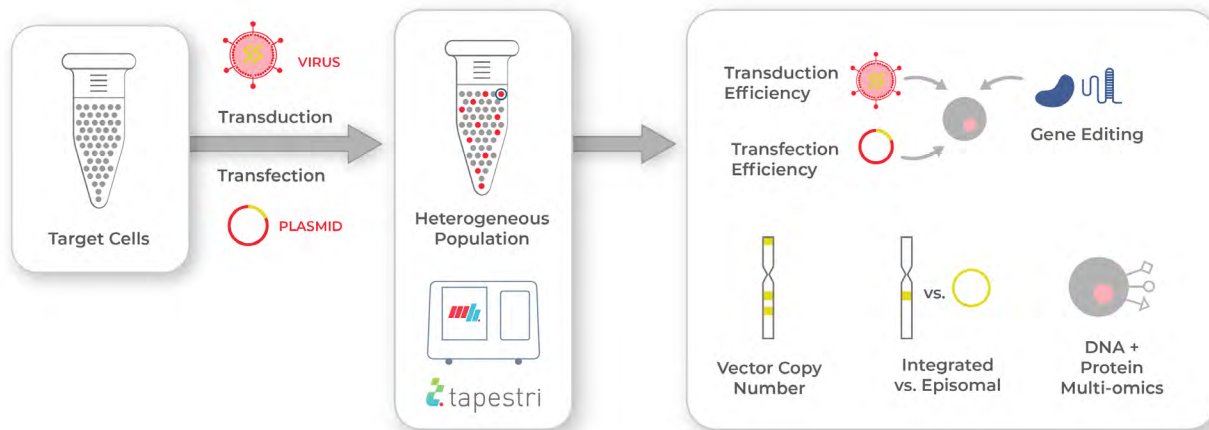 VIRUS
Transduction
Transfection
PLASMID
Target Cells
Heterogeneous
Population
tapestri
Transduction
Efficiency
Transfection
Efficiency
Gene Editing
Vector Copy
Number
vs.
Integrated
vs. Episomal
DNA +
Protein
Multi-omics